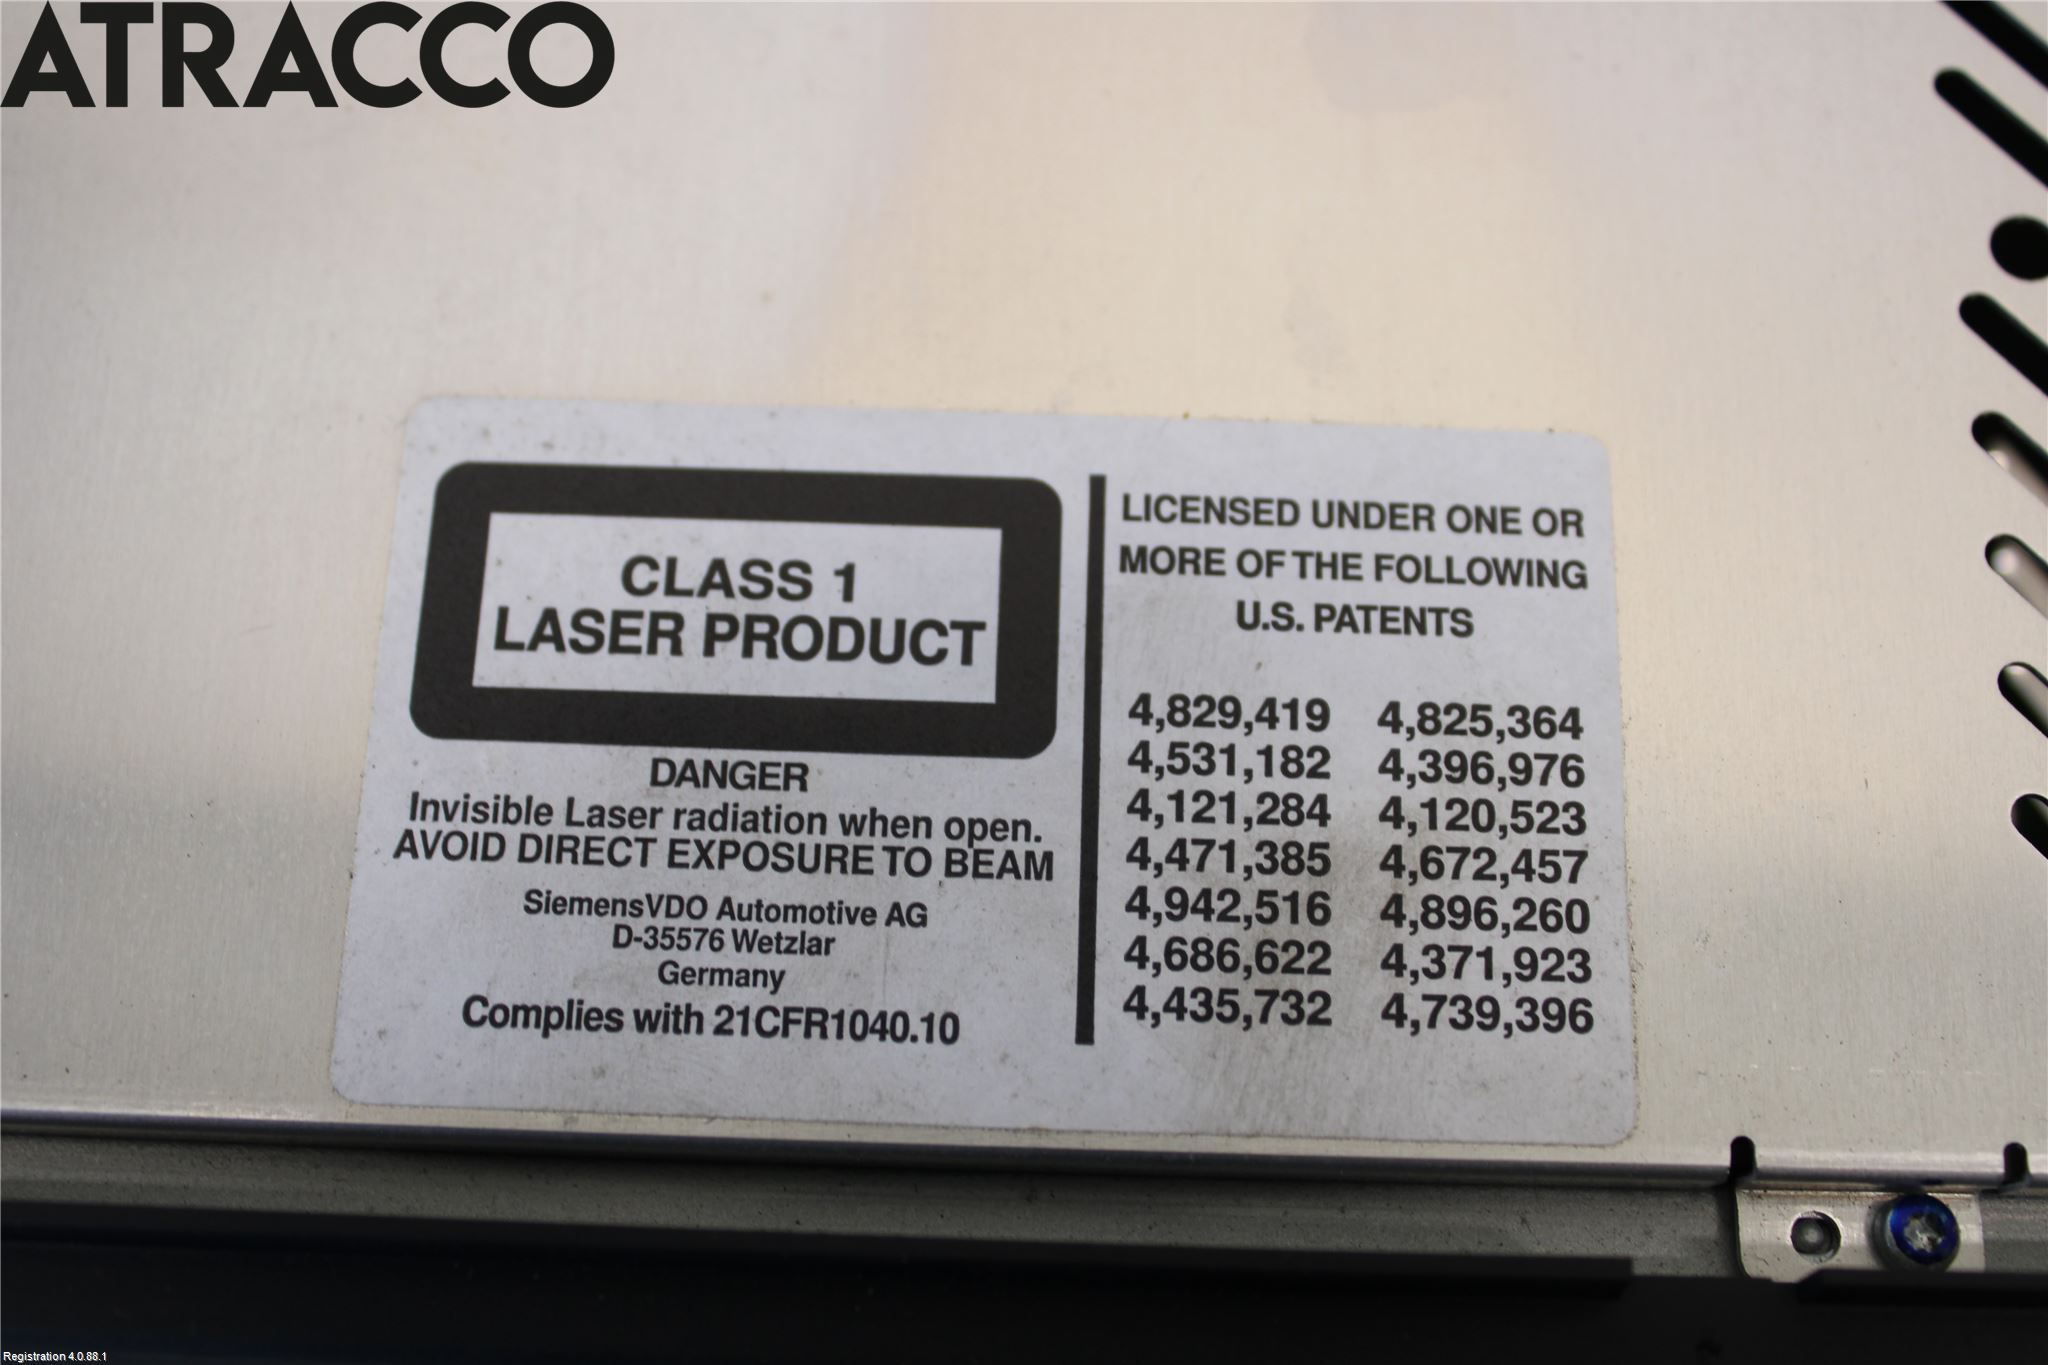 ATRACCO
CLASS 1
LASER PRODUCT
DANGER
Invisible Laser radiation when open.
AVOID DIRECT EXPOSURE TO BEAM
SiemensVDO Automotive AG
D-35576 Wetzlar
Germany
Complies with 21CFR1040.10
LICENSED UNDER ONE OR
MORE OF THE FOLLOWING
U.S. PATENTS
4,829,419 4,825,364
4,531,182 4,396,976
4,121,284 4,120,523
4,471,385 4,672,457
4,942,516 4,896,260
4,686,622 4,371,923
4,435,732 4,739,396
Registration 4.0.88.1